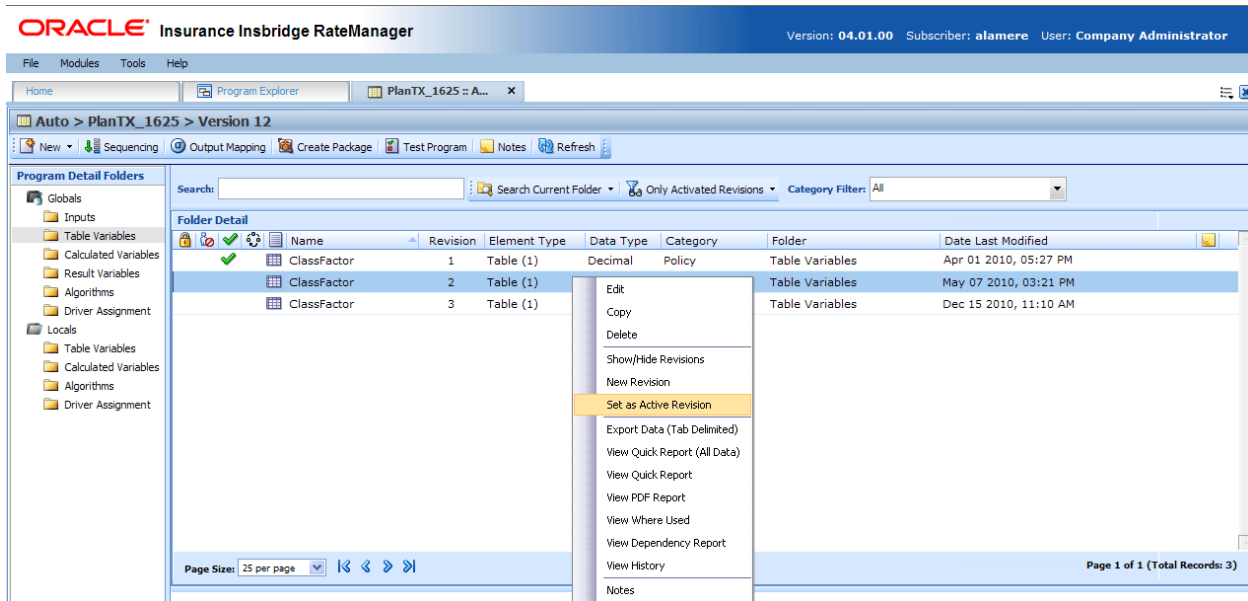 ORACLE Insurance Insbridge RateManager
Version: 04.01.00 Subscriber: alamere User: Company Administrator
File Modules Tools Help
Home Program Explorer PlanTX_1625 :: A... X
Auto > PlanTX_1625 > Version 12
New Sequencing Output Mapping Create Package Test Program Notes Refresh
Program Detail Folders
Globals
Inputs
Table Variables
Calculated Variables
Result Variables
Algorithms
Driver Assignment
Locals
Table Variables
Calculated Variables
Algorithms
Driver Assignment
Search: Search Current Folder Only Activated Revisions Category Filter: All
Folder Detail
Name Revision Element Type Data Type Category Folder Date Last Modified
ClassFactor 1 Table (1) Decimal Policy Table Variables Apr 01 2010, 05:27 PM
ClassFactor 2 Table (1) Table Variables May 07 2010, 03:21 PM
ClassFactor 3 Table (1) Table Variables Dec 15 2010, 11:10 AM
Edit
Copy
Delete
Show/Hide Revisions
New Revision
Set as Active Revision
Export Data (Tab Delimited)
View Quick Report (All Data)
View Quick Report
View PDF Report
View Where Used
View Dependency Report
View History
Notes
Page Size: 25 per page Page 1 of 1 (Total Records: 3)